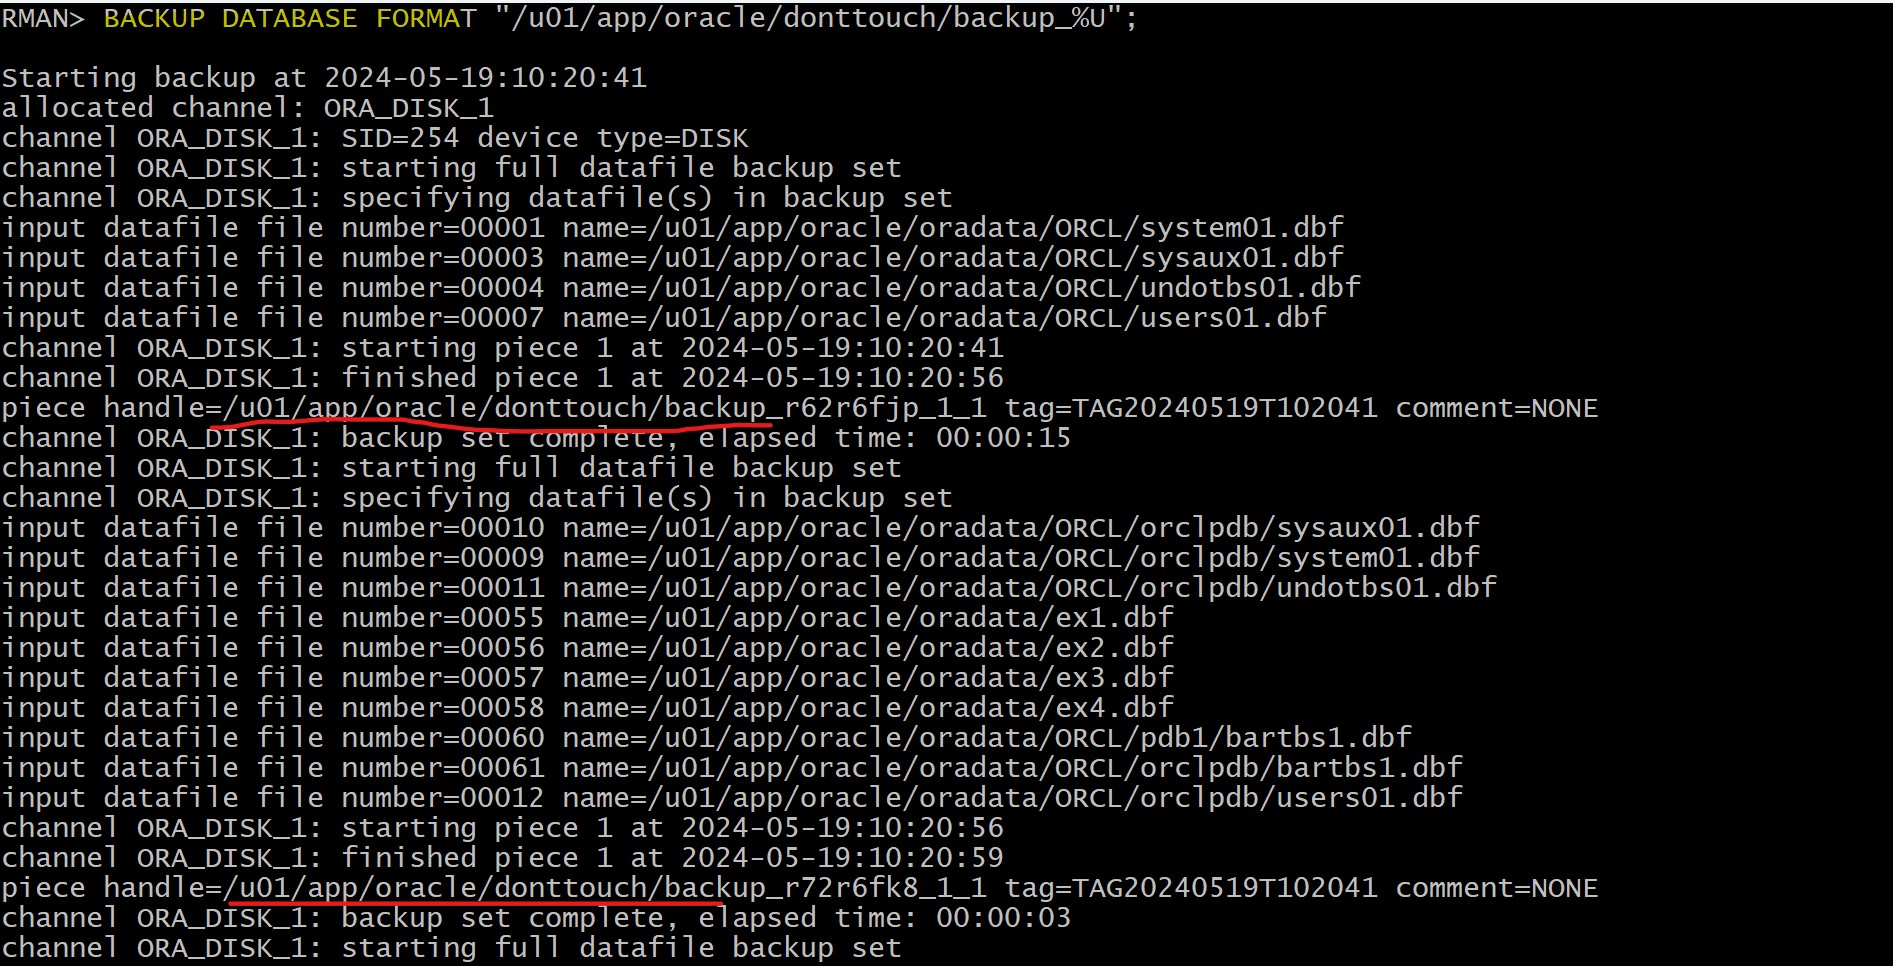 RMAN> BACKUP DATABASE FORMAT "/u01/app/oracle/donttouch/backup_%U";
Starting backup at 2024-05-19:10:20:41
allocated channel: ORA_DISK_1
channel ORA_DISK_1: SID=254 device type=DISK
channel ORA_DISK_1: starting full datafile backup set
channel ORA_DISK_1: specifying datafile(s) in backup set
input datafile file number=00001 name=/u01/app/oracle/oradata/ORCL/system01.dbf
input datafile file number=00003 name=/u01/app/oracle/oradata/ORCL/sysaux01.dbf
input datafile file number=00004 name=/u01/app/oracle/oradata/ORCL/undotbs01.dbf
input datafile file number=00007 name=/u01/app/oracle/oradata/ORCL/users01.dbf
channel ORA_DISK_1: starting piece 1 at 2024-05-19:10:20:41
channel ORA_DISK_1: finished piece 1 at 2024-05-19:10:20:56
piece handle=/u01/app/oracle/donttouch/backup_r62r6fjp_1_1 tag=TAG20240519T102041 comment=NONE
channel ORA_DISK_1: backup set complete, elapsed time: 00:00:15
channel ORA_DISK_1: starting full datafile backup set
channel ORA_DISK_1: specifying datafile(s) in backup set
input datafile file number=00010 name=/u01/app/oracle/oradata/ORCL/orclpdb/sysaux01.dbf
input datafile file number=00009 name=/u01/app/oracle/oradata/ORCL/orclpdb/system01.dbf
input datafile file number=00011 name=/u01/app/oracle/oradata/ORCL/orclpdb/undotbs01.dbf
input datafile file number=00055 name=/u01/app/oracle/oradata/ex1.dbf
input datafile file number=00056 name=/u01/app/oracle/oradata/ex2.dbf
input datafile file number=00057 name=/u01/app/oracle/oradata/ex3.dbf
input datafile file number=00058 name=/u01/app/oracle/oradata/ex4.dbf
input datafile file number=00060 name=/u01/app/oracle/oradata/ORCL/pdb1/bartbs1.dbf
input datafile file number=00061 name=/u01/app/oracle/oradata/ORCL/orclpdb/bartbs1.dbf
input datafile file number=00012 name=/u01/app/oracle/oradata/ORCL/orclpdb/users01.dbf
channel ORA_DISK_1: starting piece 1 at 2024-05-19:10:20:56
channel ORA_DISK_1: finished piece 1 at 2024-05-19:10:20:59
piece handle=/u01/app/oracle/donttouch/backup_r72r6fk8_1_1 tag=TAG20240519T102041 comment=NONE
channel ORA_DISK_1: backup set complete, elapsed time: 00:00:03
channel ORA_DISK_1: starting full datafile backup set